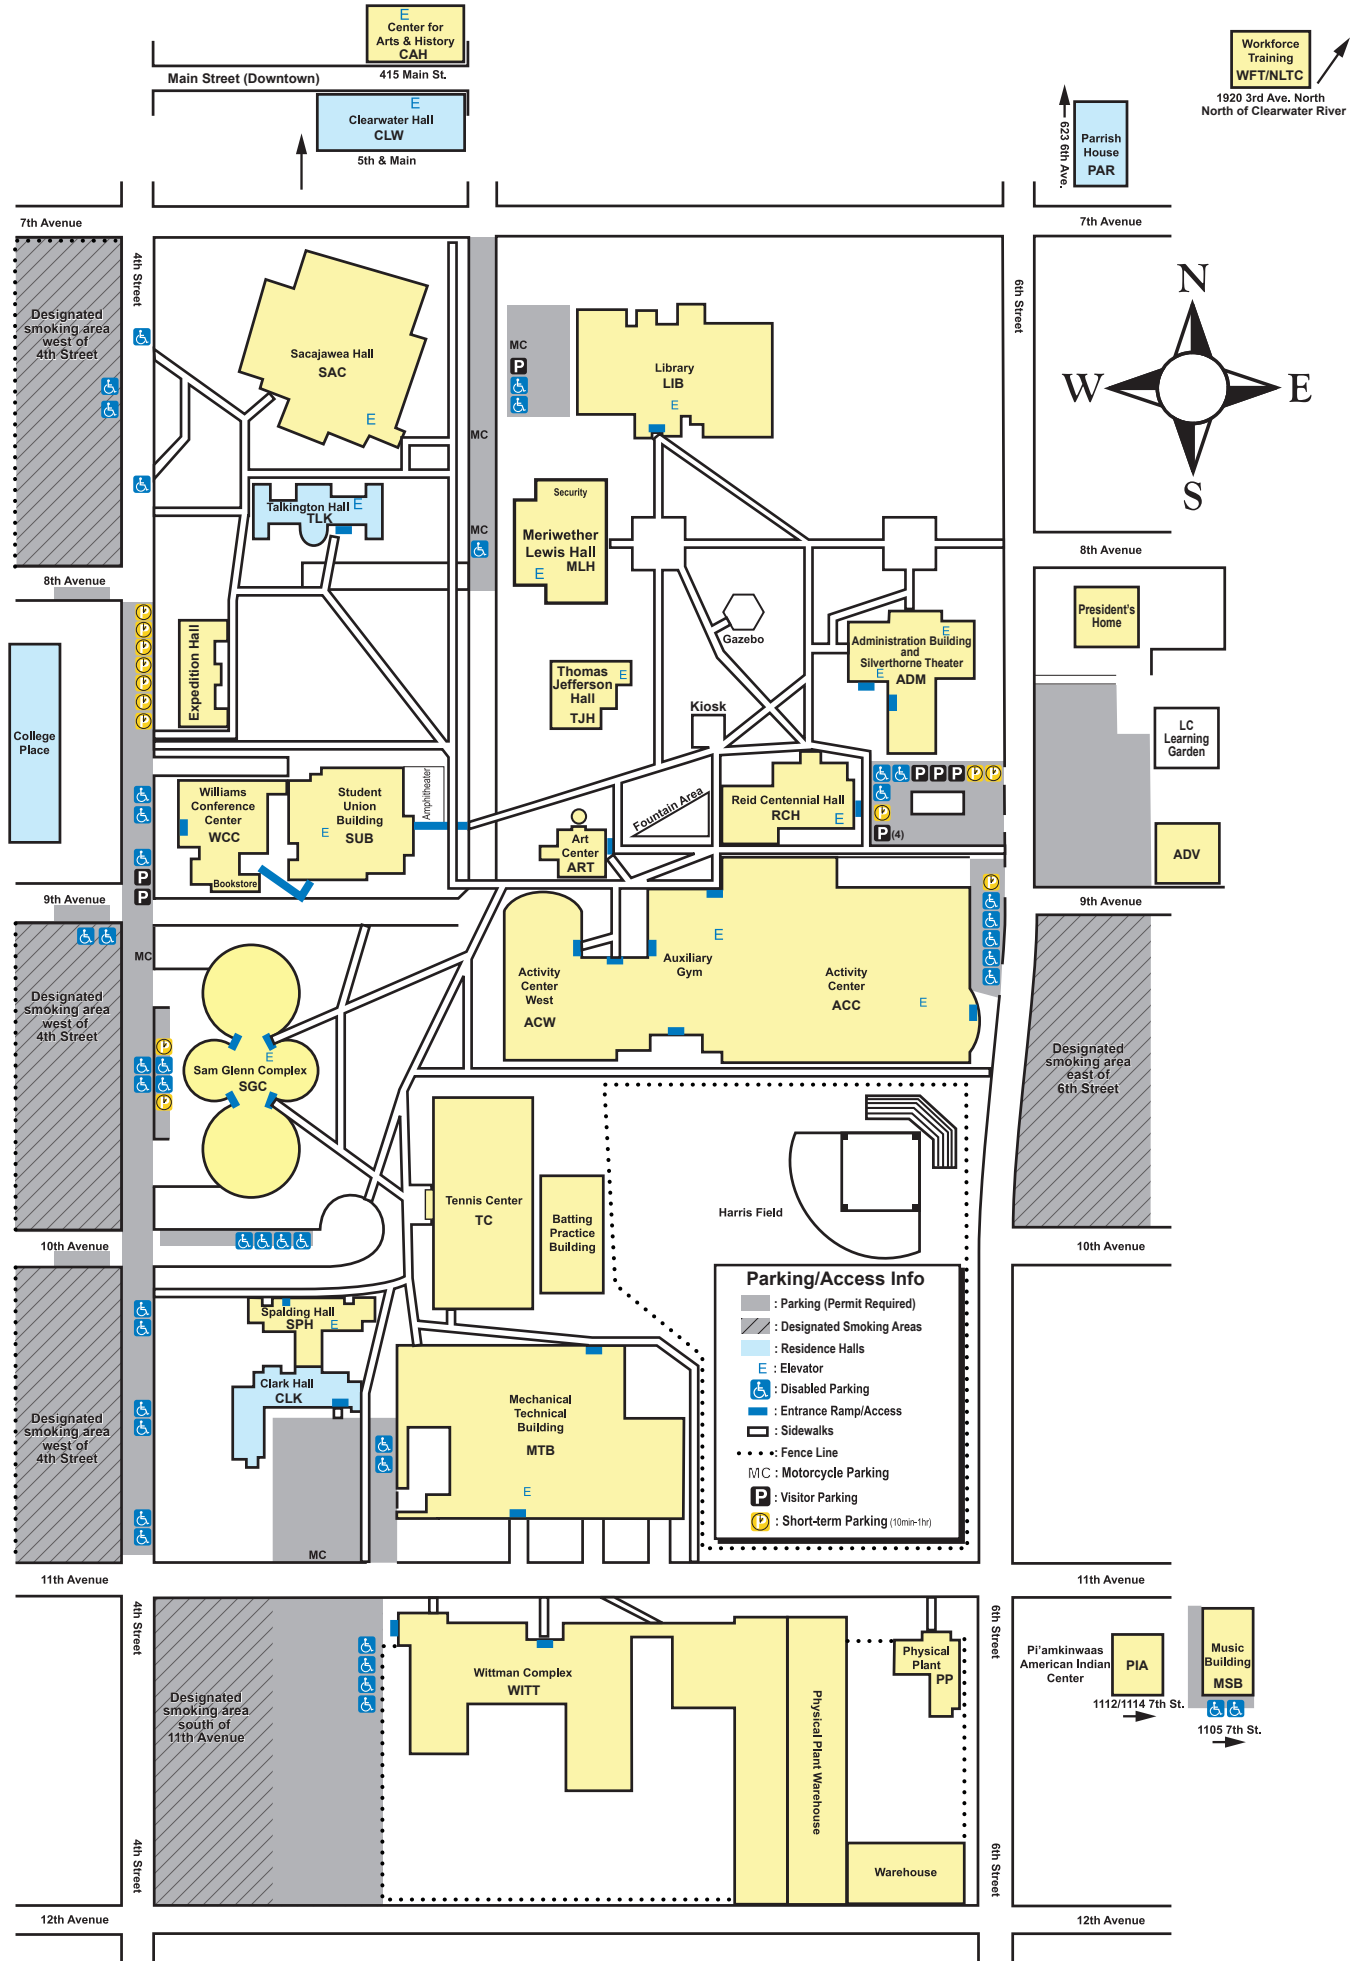 E
Center for
Arts & History
CAH
415 Main St.
Main Street (Downtown)
E
Clearwater Hall
CLW
5th & Main
Workforce
Training
WFT/NLTC
1920 3rd Ave. North
North of Clearwater River
623 6th Ave.
Parrish
House
PAR
7th Avenue
7th Avenue
4th Street
6th Street
N
W
E
S
Designated
smoking area
west of
4th Street
Sacajawea Hall
SAC
E
MC
MC
P
Library
LIB
E
Talkington Hall
E
TLK
MC
Security
Meriwether
Lewis Hall
MLH
E
8th Avenue
8th Avenue
Gazebo
President's
Home
Expedition Hall
Thomas
Jefferson
Hall
TJH
E
E
Administration Building
and
Silverthorne Theater
E
ADM
Kiosk
College
Place
LC
Learning
Garden
Williams
Conference
Center
WCC
Bookstore
Student
Union
Building
E
SUB
Amphitheater
Art
Center
ART
Fountain Area
Reid Centennial Hall
RCH
E
P P P
P (4)
ADV
P
P
9th Avenue
9th Avenue
MC
Designated
smoking area
west of
4th Street
E
Sam Glenn Complex
SGC
Activity
Center
West
ACW
E
Auxiliary
Gym
Activity
Center
ACC
E
Designated
smoking area
east of
6th Street
Tennis Center
TC
Batting
Practice
Building
Harris Field
10th Avenue
10th Avenue
Spalding Hall
SPH
E
Clark Hall
CLK
Designated
smoking area
west of
4th Street
Mechanical
Technical
Building
MTB
E
MC
Parking/Access Info
: Parking (Permit Required)
: Designated Smoking Areas
: Residence Halls
E : Elevator
: Disabled Parking
: Entrance Ramp/Access
: Sidewalks
: Fence Line
MC : Motorcycle Parking
P : Visitor Parking
: Short-term Parking (10min-1hr)
11th Avenue
11th Avenue
4th Street
6th Street
Designated
smoking area
south of
11th Avenue
Wittman Complex
WITT
Physical Plant Warehouse
Physical
Plant
PP
Pi'amkinwaas
American Indian
Center
PIA
1112/1114 7th St.
Music
Building
MSB
1105 7th St.
Warehouse
4th Street
6th Street
12th Avenue
12th Avenue